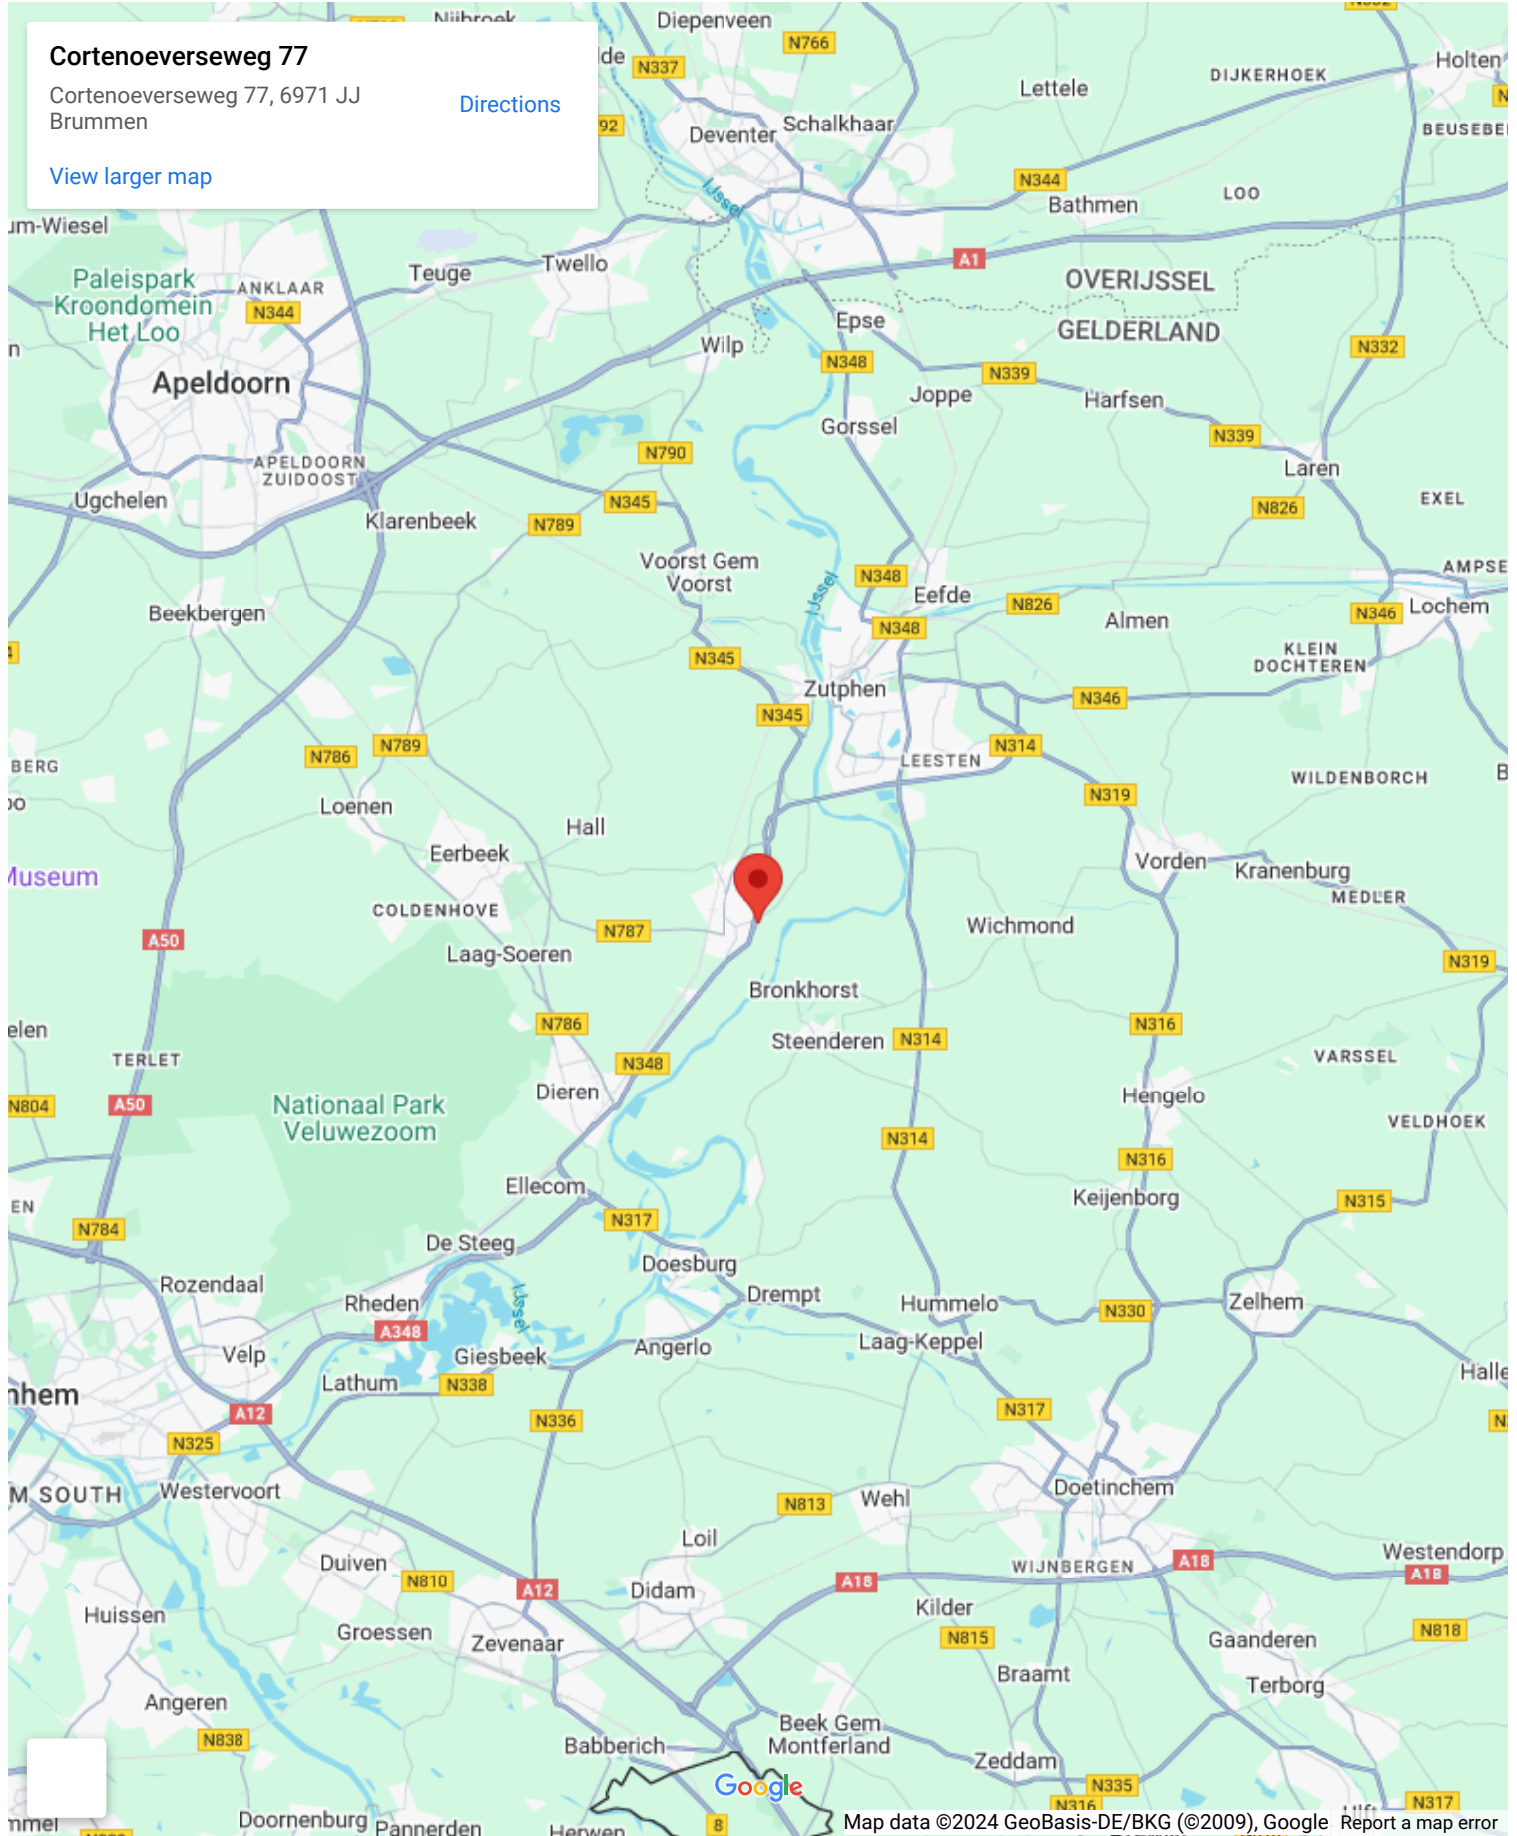 Cortenoeverseweg 77
Cortenoeverseweg 77, 6971 JJ
Brummen
Directions
View larger map
Nijbroek
Diepenveen
N766
N337
Holten
DIJKERHOEK
Lettele
Schalkhaar
Deventer
N344
LOO
Bathmen
IJssel
Teuge
Twello
A1
OVERIJSSEL
GELDERLAND
Paleispark
Kroondomein
Het Loo
ANKLAAR
N344
Epse
Wilp
N348
N332
N339
Apeldoorn
Joppe
Harfsen
Gorssel
N339
N790
APELDOORN
ZUIDOOST
Laren
Ugchelen
N345
N826
EXEL
Klarenbeek
N789
Voorst Gem
Voorst
N348
IJssel
Eefde
N826
Beekbergen
Almen
N346
Lochem
N348
N345
KLEIN
DOCHTEREN
Zutphen
N346
N345
N786
N789
N314
LEESTEN
WILDENBORCH
Loenen
N319
Hall
Eerbeek
Vorden
Kranenburg
Museum
MEDLER
COLDENHOVE
N787
Wichmond
A50
Laag-Soeren
N319
Bronkhorst
N786
N316
Steenderen
N314
TERLET
VARSSEL
N348
Dieren
Hengelo
N804
A50
Nationaal Park
Veluwezoom
VELDHOEK
N314
N316
Ellecom
Keijenborg
N315
N317
N784
De Steeg
Doesburg
Rozendaal
Drempt
Rheden
IJssel
Hummelo
N330
Zelhem
A348
Laag-Keppel
Velp
Giesbeek
Angerlo
Lathum
N338
A12
N336
N317
N325
M SOUTH
Westervoort
Doetinchem
N813
Wehl
Loil
Duiven
WIJNBERGEN
A18
Westendorp
N810
A12
Didam
A18
A18
Huissen
Kilder
Groessen
Zevenaar
N815
Gaanderen
N818
Braamt
Terborg
Angeren
N838
Beek Gem
Montferland
Babberich
Zeddam
Google
N335
N316
N317
Doornenburg
Pannerden
Herwen
8
Map data ©2024 GeoBasis-DE/BKG (©2009), Google
Report a map error